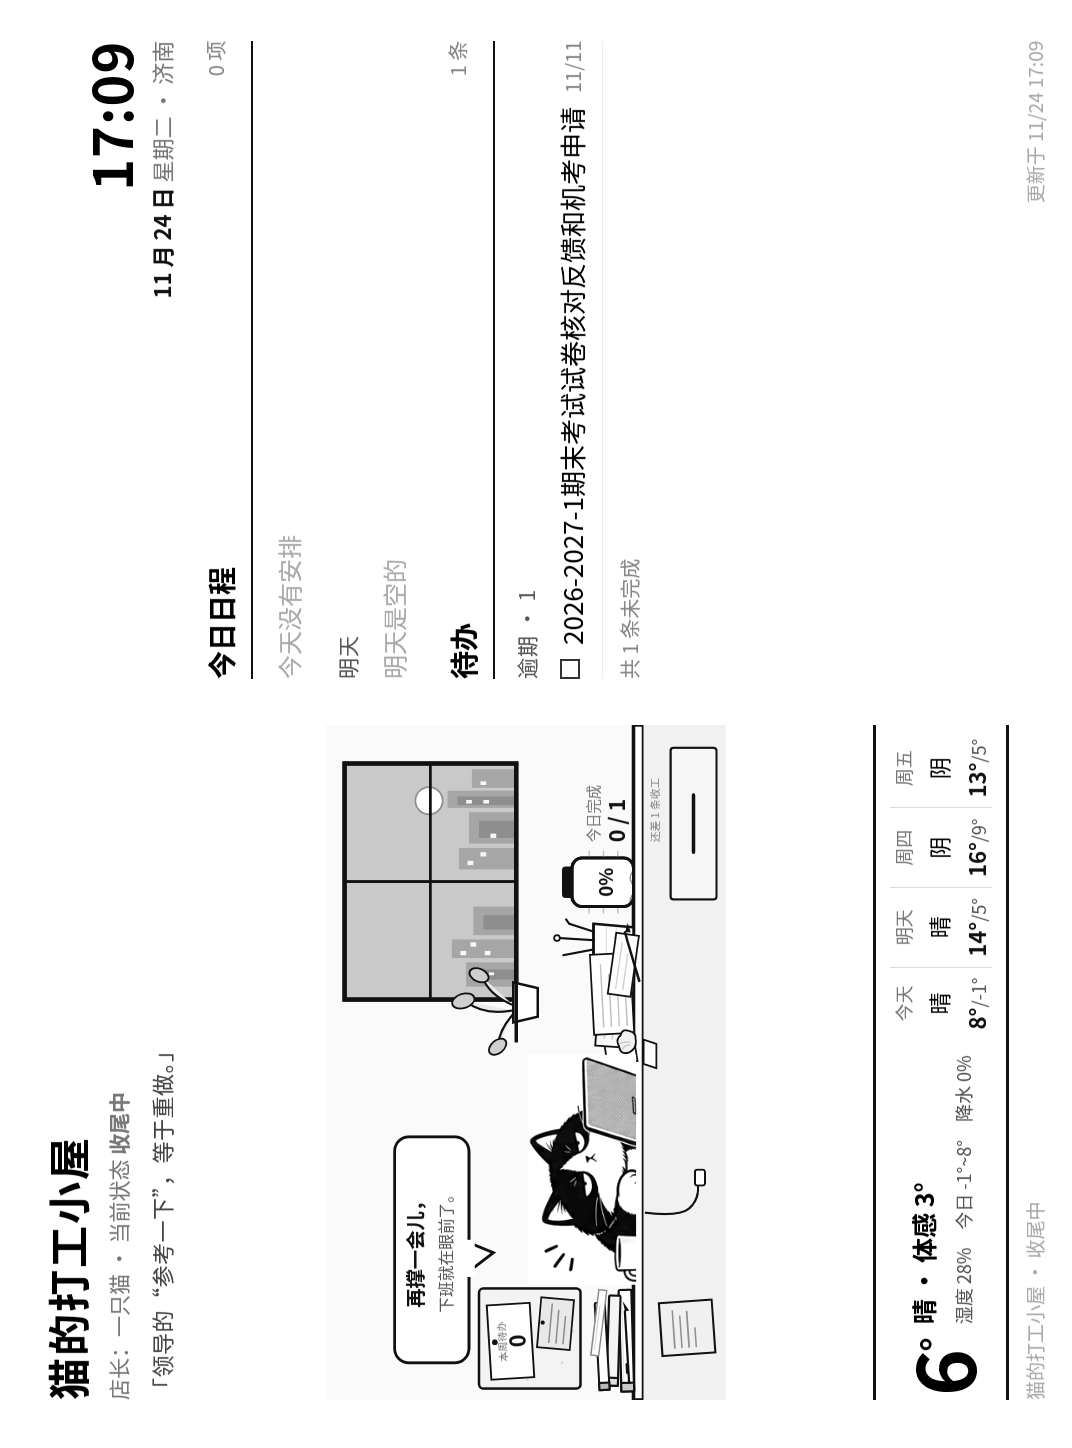 猫的打工小屋
店长：一只猫 · 当前状态 收尾中
「领导的 “参考一下”，等于重做。」
再撑一会儿，
下班就在眼前了。
本周待办
0
0%
今日完成
0 / 1
还差 1 条收工
6° 晴 · 体感 3°
湿度 28% 今日 -1°~8° 降水 0%
今天 明天 周四 周五
晴 晴 阴 阴
8°/-1° 14°/5° 16°/9° 13°/5°
猫的打工小屋 · 收尾中
17:09
11 月 24 日 星期二 · 济南
今日日程 0 项
今天没有安排
明天
明天是空的
待办 1 条
逾期 · 1
2026-2027-1期末考试试卷核对反馈和机考申请 11/11
共 1 条未完成
更新于 11/24 17:09